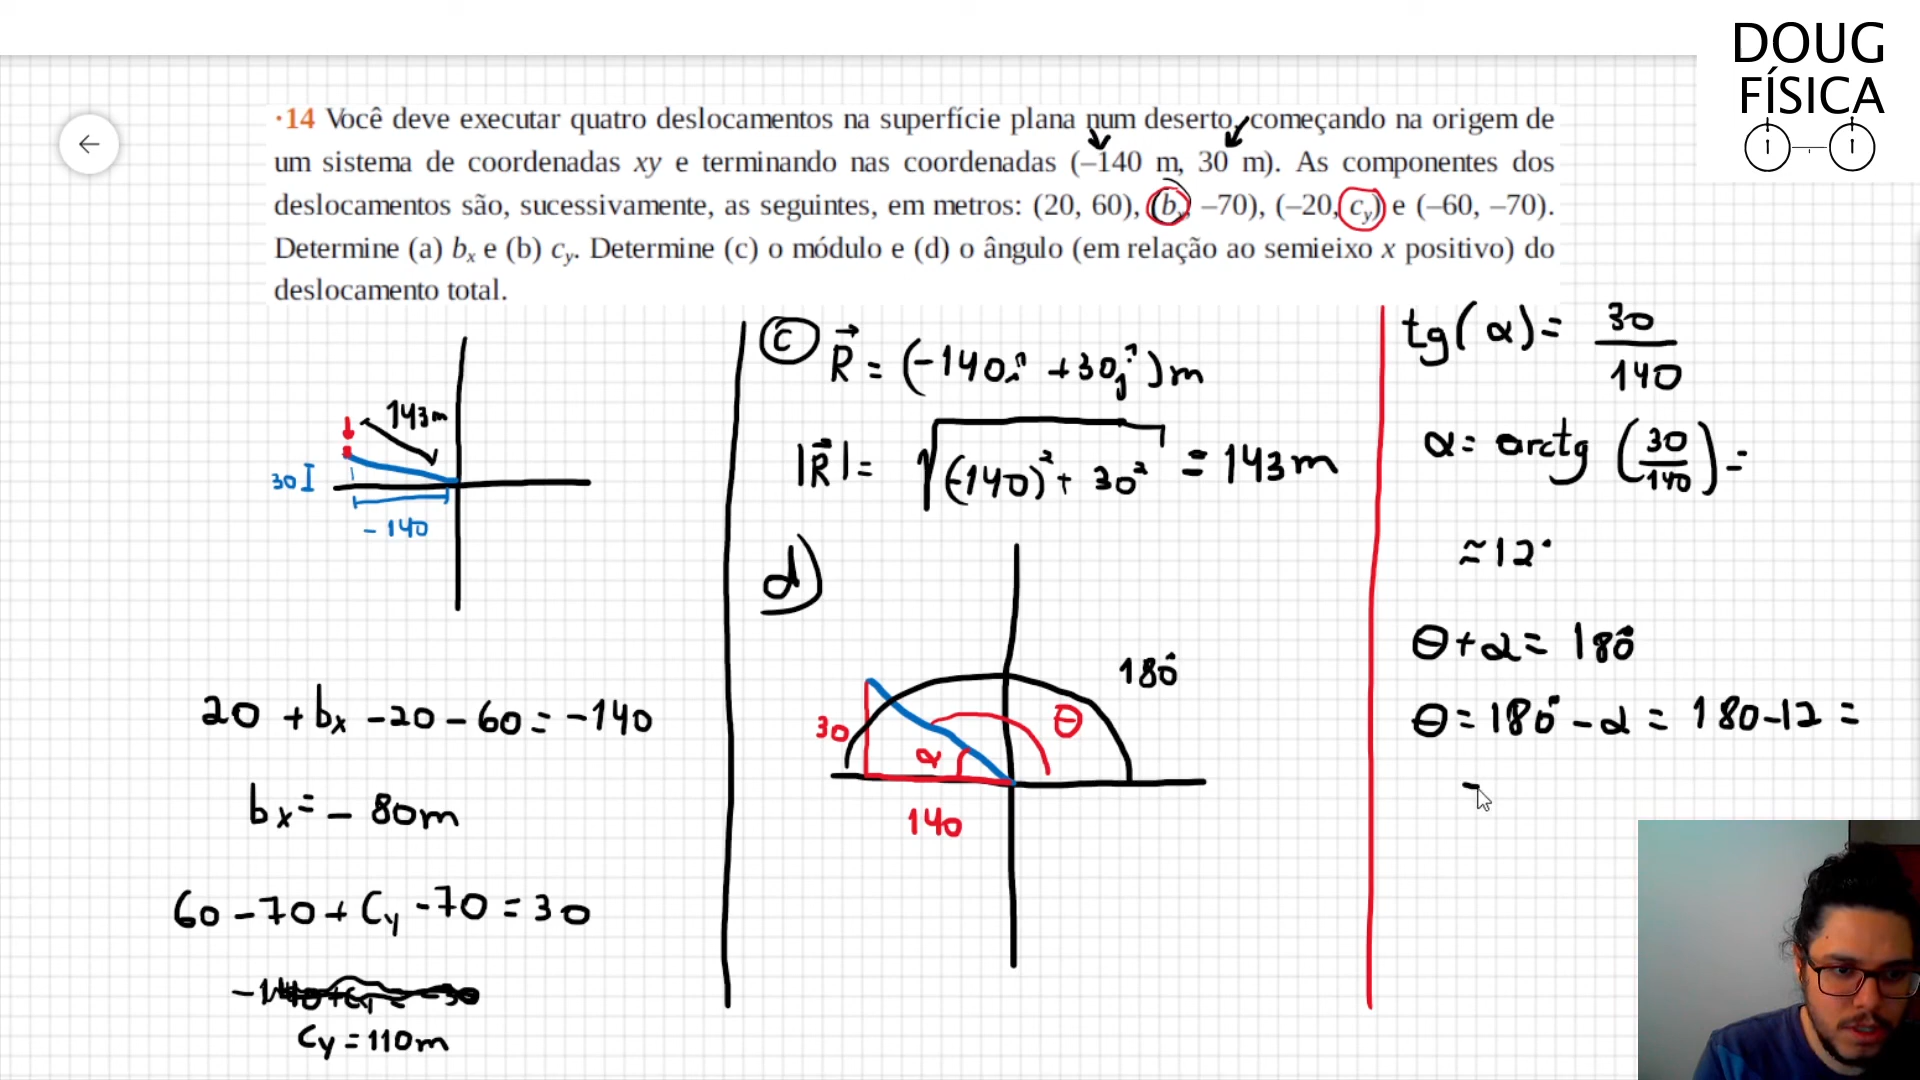 DOUG
FÍSICA
·14 Você deve executar quatro deslocamentos na superfície plana num deserto, começando na origem de
um sistema de coordenadas xy e terminando nas coordenadas (–140 m, 30 m). As componentes dos
deslocamentos são, sucessivamente, as seguintes, em metros: (20, 60), (bₓ, –70), (–20, c_y) e (–60, –70).
Determine (a) bₓ e (b) c_y. Determine (c) o módulo e (d) o ângulo (em relação ao semieixo x positivo) do
deslocamento total.
143m
30
-140
20 + bx - 20 - 60 = -140
bx = - 80m
60 - 70 + Cy - 70 = 30
Cy = 110m
C
R⃗ = (-140î + 30ĵ)m
|R⃗| = √(-140)² + 30² = 143m
d)
180°
30
θ
α
140
tg(α) = 30/140
α = arctg (30/140) =
≈ 12°
θ + α = 180°
θ = 180° - α = 180 - 12 =